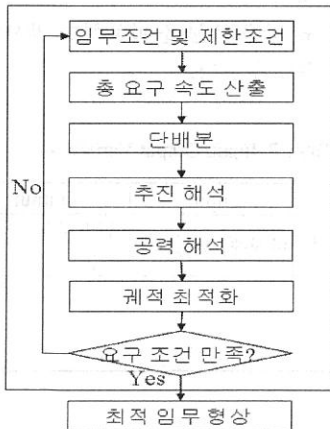 임무조건 및 제한조건
총 요구 속도 산출
단배분
추진 해석
No
공력 해석
궤적 최적화
요구 조건 만족?
Yes
최적 임무 형상